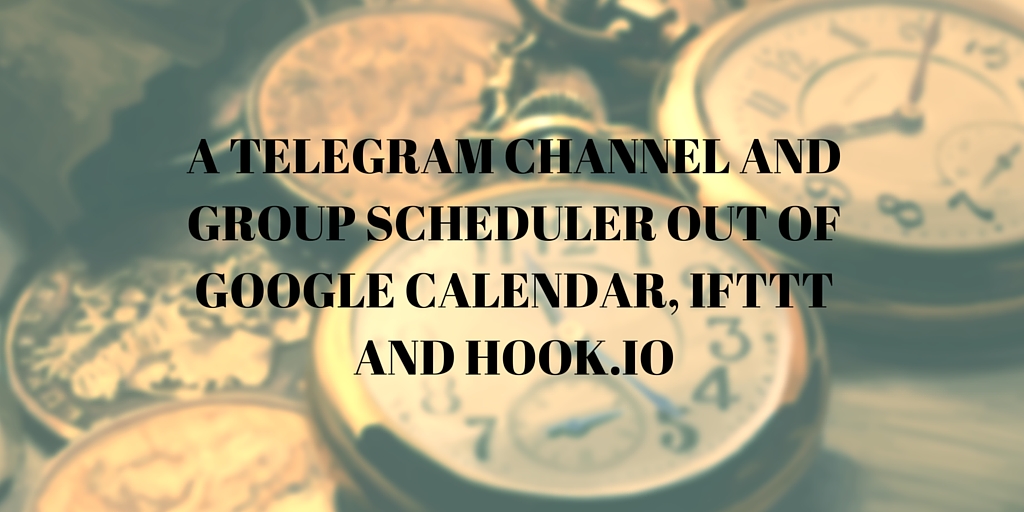 A TELEGRAM CHANNEL AND
GROUP SCHEDULER OUT OF
GOOGLE CALENDAR, IFTTT
AND HOOK.IO